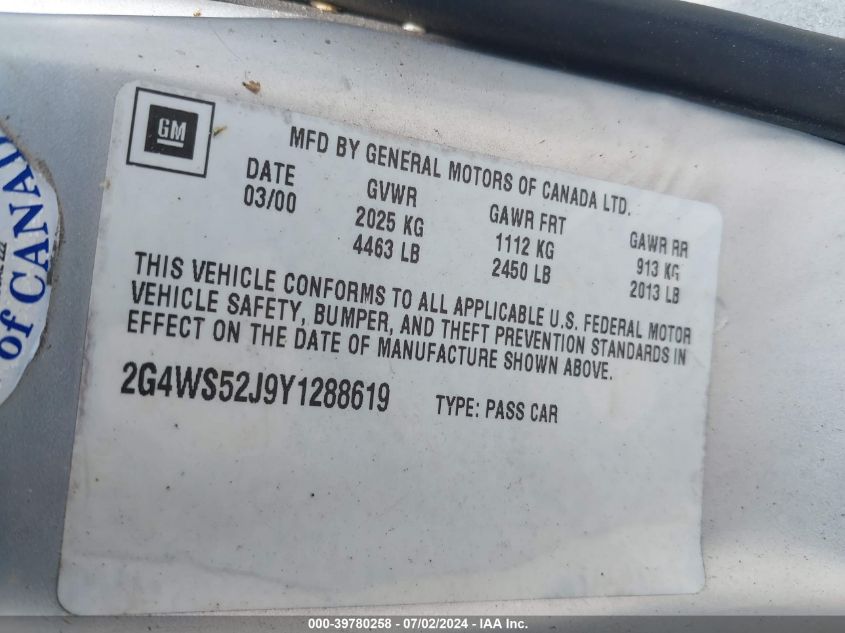 GM
MFD BY GENERAL MOTORS OF CANADA LTD.
DATE GVWR GAWR FRT GAWR RR
03/00 2025 KG 1112 KG 913 KG
4463 LB 2450 LB 2013 LB
THIS VEHICLE CONFORMS TO ALL APPLICABLE U.S. FEDERAL MOTOR
VEHICLE SAFETY, BUMPER, AND THEFT PREVENTION STANDARDS IN
EFFECT ON THE DATE OF MANUFACTURE SHOWN ABOVE.
2G4WS52J9Y1288619 TYPE: PASS CAR
of CANAD
000-39780258 - 07/02/2024 - IAA Inc.